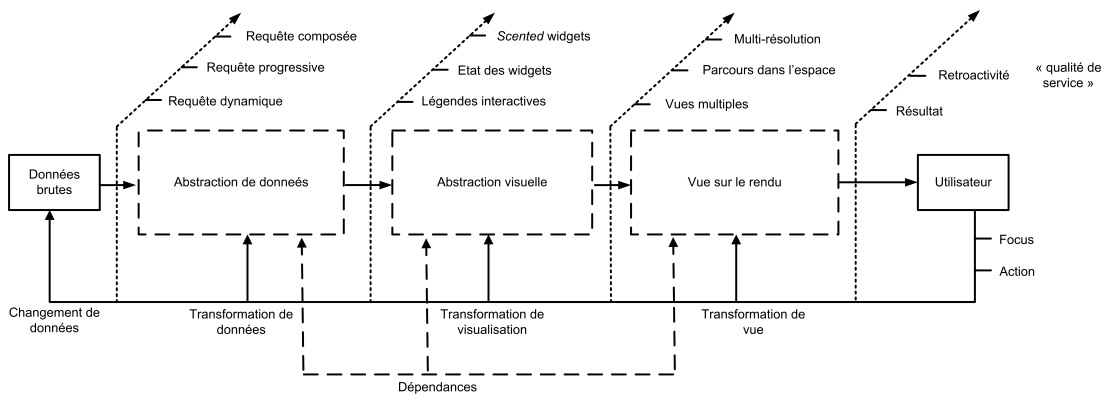 Requête composée
Requête progressive
Requête dynamique
Scented widgets
Etat des widgets
Légendes interactives
Multi-résolution
Parcours dans l'espace
Vues multiples
Retroactivité
Résultat
« qualité de
service »
Données
brutes
Abstraction de donneés
Abstraction visuelle
Vue sur le rendu
Utilisateur
Focus
Action
Changement de
données
Transformation de
données
Transformation
de visualisation
Transformation de
vue
Dépendances